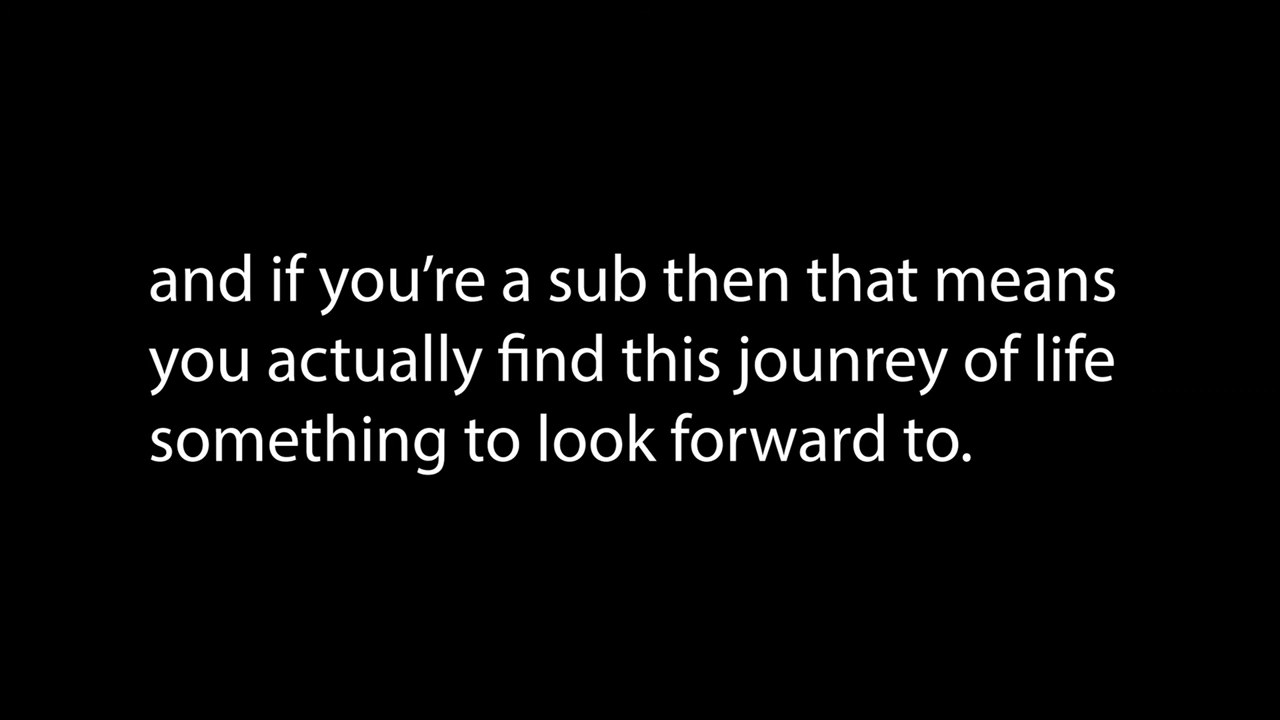 and if you’re a sub then that means
you actually find this jounrey of life
something to look forward to.